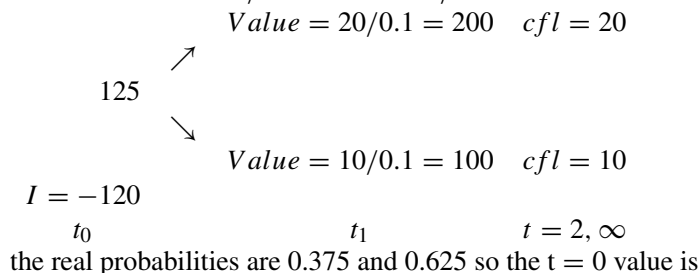 Value = 20/0.1 = 200 cfl = 20
125
Value = 10/0.1 = 100 cfl = 10
I = −120
t0 t1 t = 2, ∞
the real probabilities are 0.375 and 0.625 so the t = 0 value is